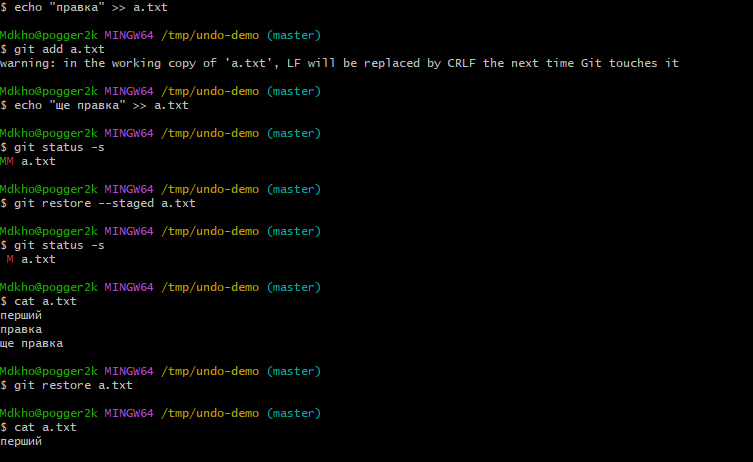 $ echo "правка" >> a.txt
Mdkho@pogger2k MINGW64 /tmp/undo-demo (master)
$ git add a.txt
warning: in the working copy of 'a.txt', LF will be replaced by CRLF the next time Git touches it
Mdkho@pogger2k MINGW64 /tmp/undo-demo (master)
$ echo "ще правка" >> a.txt
Mdkho@pogger2k MINGW64 /tmp/undo-demo (master)
$ git status -s
MM a.txt
Mdkho@pogger2k MINGW64 /tmp/undo-demo (master)
$ git restore --staged a.txt
Mdkho@pogger2k MINGW64 /tmp/undo-demo (master)
$ git status -s
 M a.txt
Mdkho@pogger2k MINGW64 /tmp/undo-demo (master)
$ cat a.txt
перший
правка
ще правка
Mdkho@pogger2k MINGW64 /tmp/undo-demo (master)
$ git restore a.txt
Mdkho@pogger2k MINGW64 /tmp/undo-demo (master)
$ cat a.txt
перший